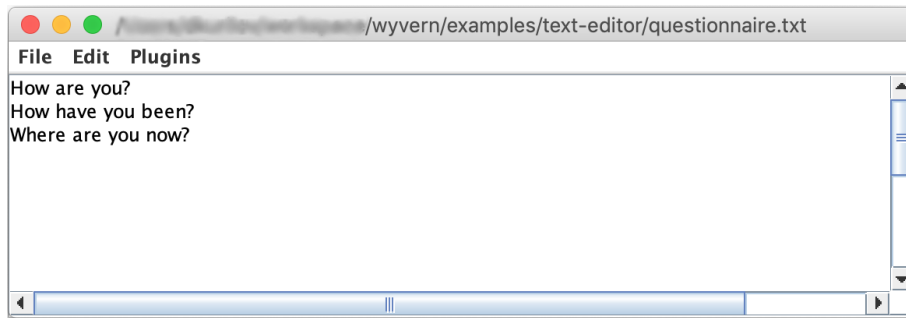 /wyvern/examples/text-editor/questionnaire.txt
File Edit Plugins
How are you?
How have you been?
Where are you now?